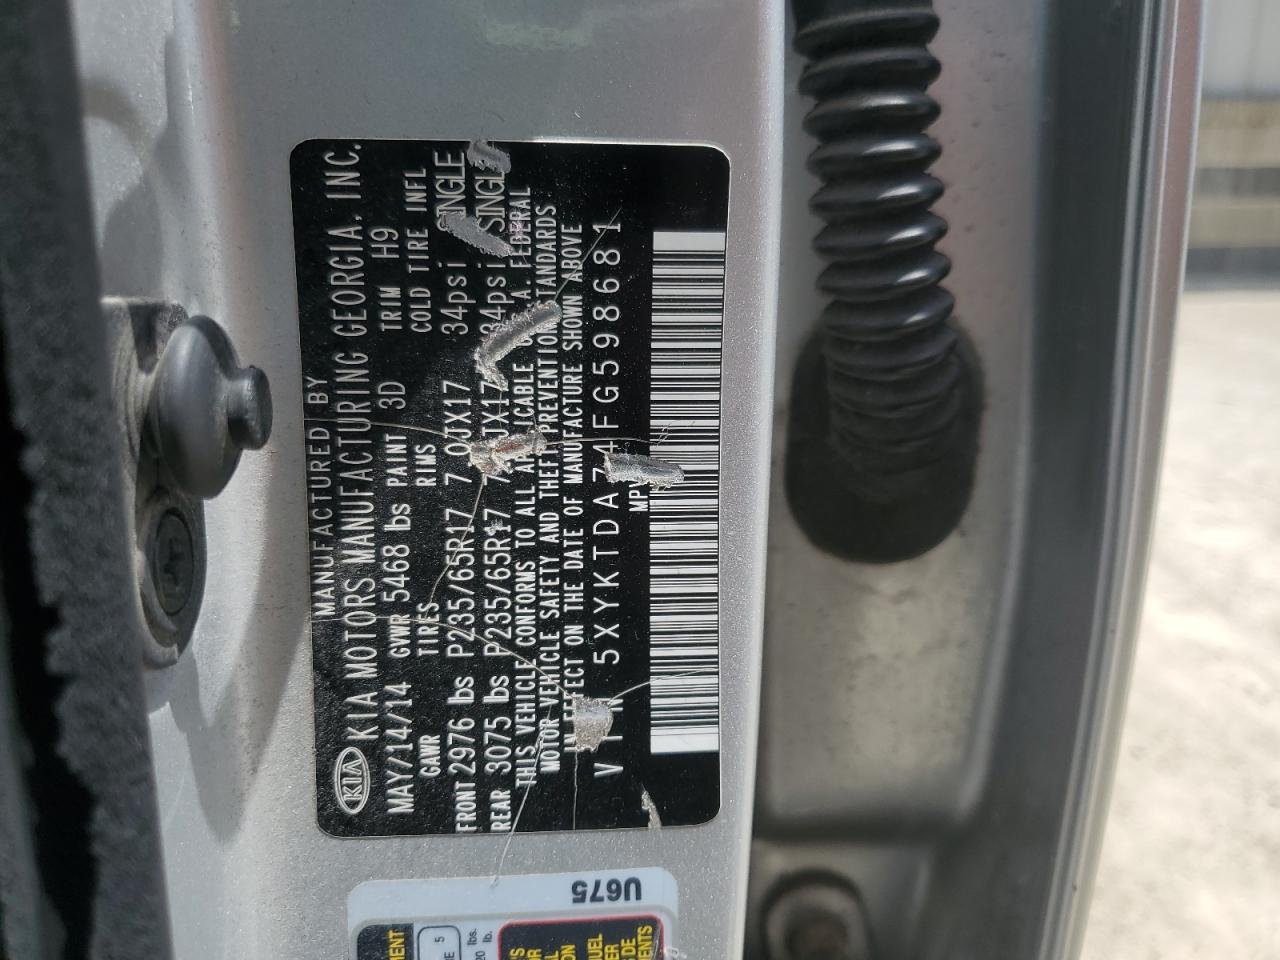 KIA
MANUFACTURED BY
KIA MOTORS MANUFACTURING GEORGIA, INC.
MAY/14/14 GVWR 5468 lbs PAINT 3D TRIM H9
GAWR TIRES RIMS COLD TIRE INFL
FRONT 2976 lbs P235/65R17 7.0JX17 34psi SINGLE
REAR 3075 lbs P235/65R17 34psi SINGLE
THIS VEHICLE CONFORMS TO ALL A. FEDERAL
MOTOR VEHICLE SAFETY AND THEFT PREVENTION STANDARDS
IN EFFECT ON THE DATE OF MANUFACTURE SHOWN ABOVE
VIN 5XYKTDA74FG598681
MPV
U675